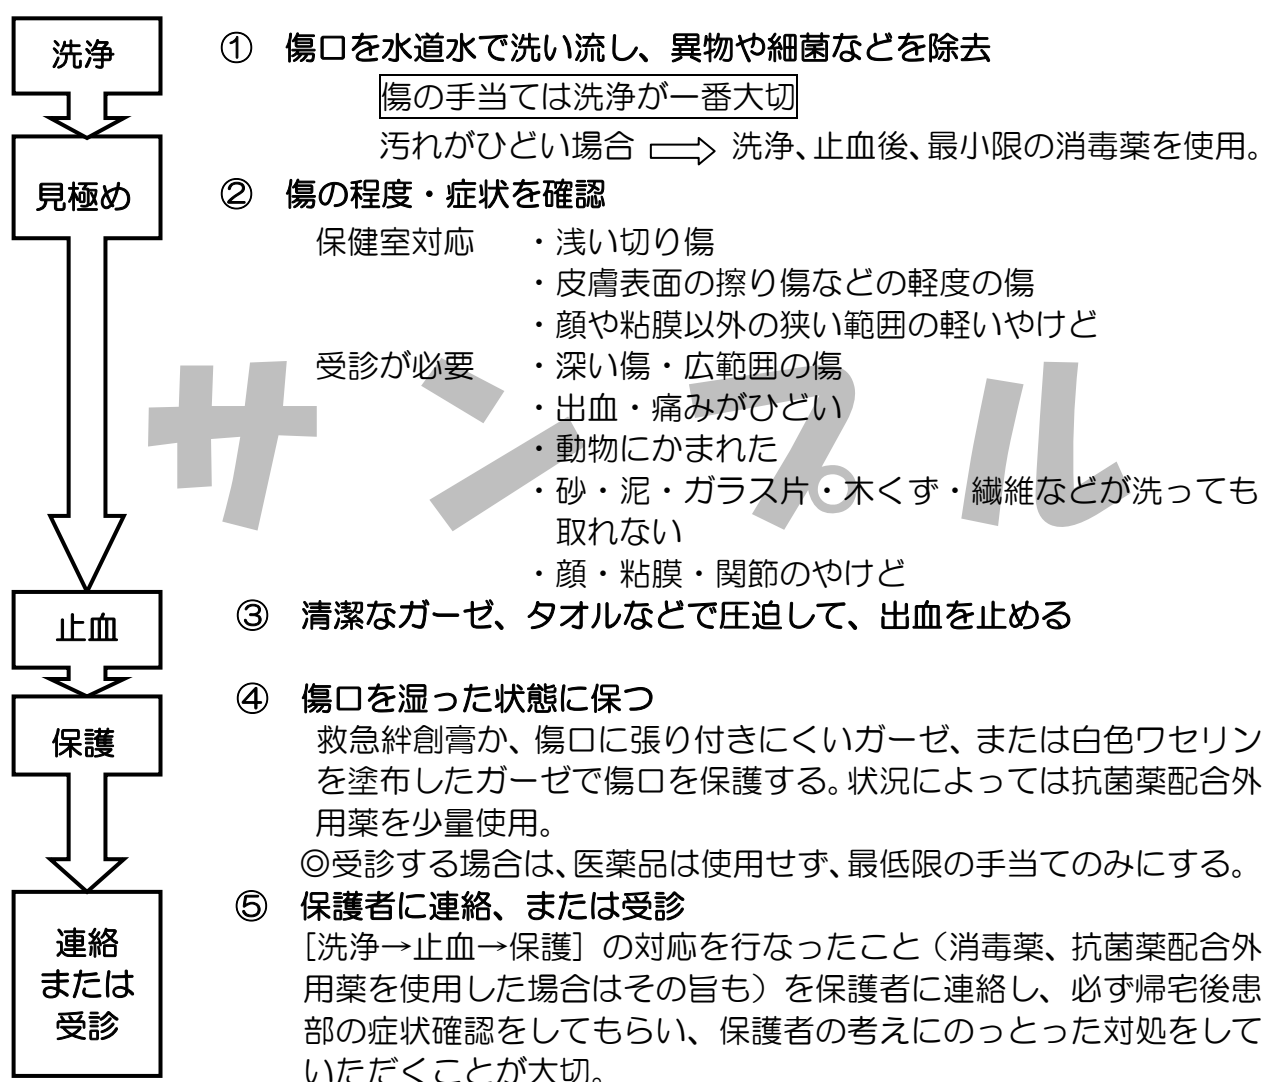 洗浄
① 傷口を水道水で洗い流し、異物や細菌などを除去
傷の手当ては洗浄が一番大切
汚れがひどい場合 ⇨ 洗浄、止血後、最小限の消毒薬を使用。
見極め
② 傷の程度・症状を確認
保健室対応 ・浅い切り傷
・皮膚表面の擦り傷などの軽度の傷
・顔や粘膜以外の狭い範囲の軽いやけど
受診が必要 ・深い傷・広範囲の傷
・出血・痛みがひどい
・動物にかまれた
・砂・泥・ガラス片・木くず・繊維などが洗っても
取れない
・顔・粘膜・関節のやけど
サンプル
止血
③ 清潔なガーゼ、タオルなどで圧迫して、出血を止める
保護
④ 傷口を湿った状態に保つ
救急絆創膏か、傷口に張り付きにくいガーゼ、または白色ワセリン
を塗布したガーゼで傷口を保護する。状況によっては抗菌薬配合外
用薬を少量使用。
◎受診する場合は、医薬品は使用せず、最低限の手当てのみにする。
連絡
または
受診
⑤ 保護者に連絡、または受診
[洗浄→止血→保護] の対応を行なったこと（消毒薬、抗菌薬配合外
用薬を使用した場合はその旨も）を保護者に連絡し、必ず帰宅後患
部の症状確認をしてもらい、保護者の考えにのっとった対処をして
いただくことが大切。